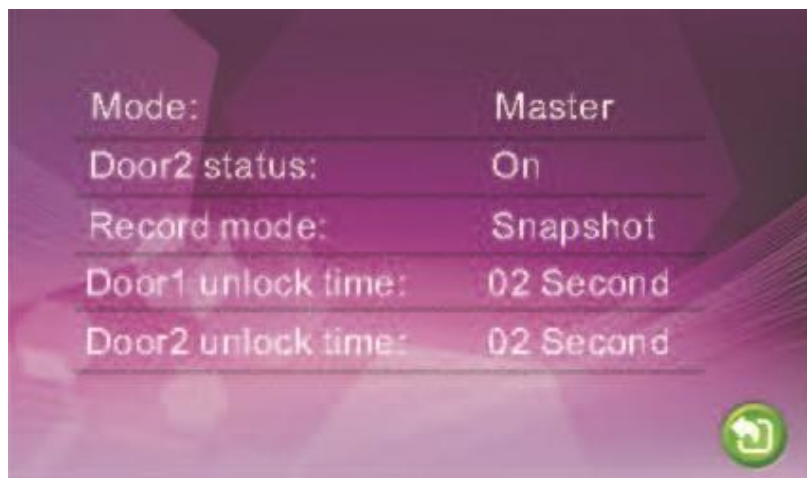 Mode: Master
Door2 status: On
Record mode: Snapshot
Door1 unlock time: 02 Second
Door2 unlock time: 02 Second